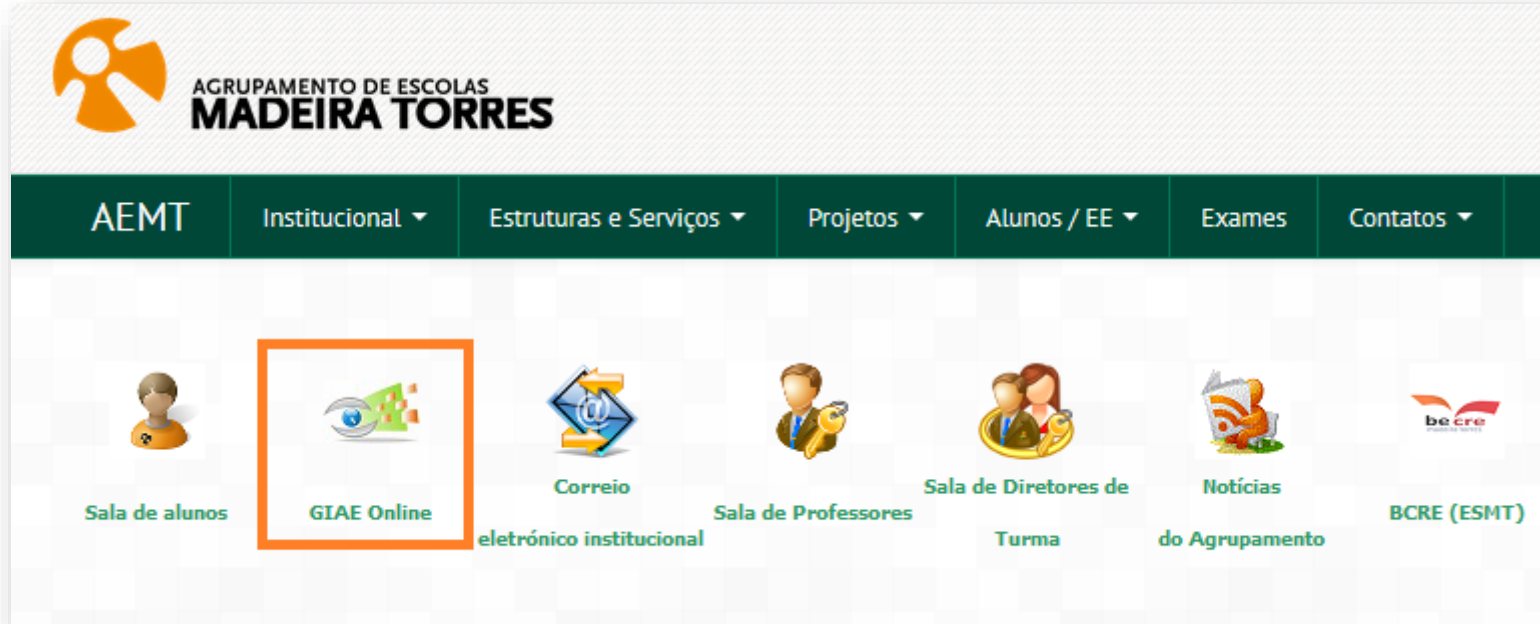 AGRUPAMENTO DE ESCOLAS
MADEIRA TORRES
AEMT
Institucional
Estruturas e Serviços
Projetos
Alunos / EE
Exames
Contatos
Sala de alunos
GIAE Online
Correio
eletrónico institucional
Sala de Professores
Sala de Diretores de
Turma
Notícias
do Agrupamento
be cre
BCRE (ESMT)